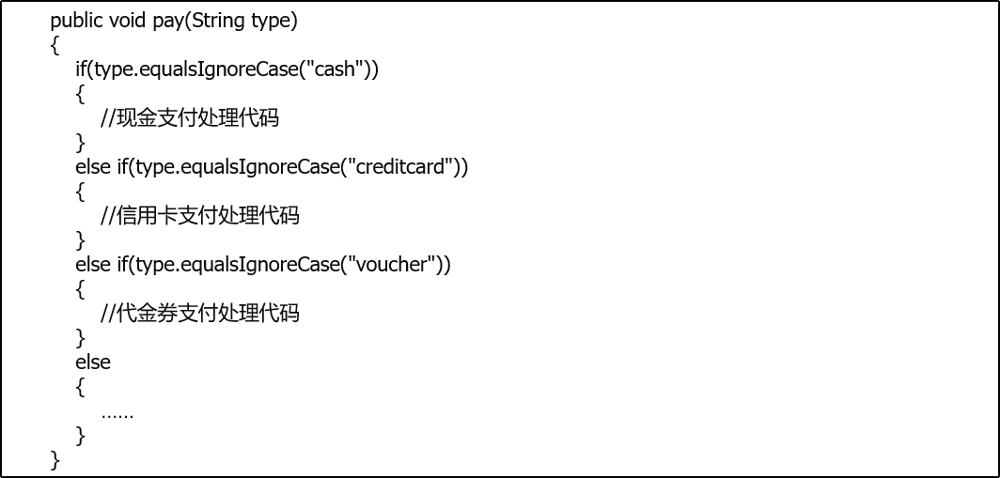 public void pay(String type)
{
if(type.equalsIgnoreCase("cash"))
{
//现金支付处理代码
}
else if(type.equalsIgnoreCase("creditcard"))
{
//信用卡支付处理代码
}
else if(type.equalsIgnoreCase("voucher"))
{
//代金券支付处理代码
}
else
{
……
}
}